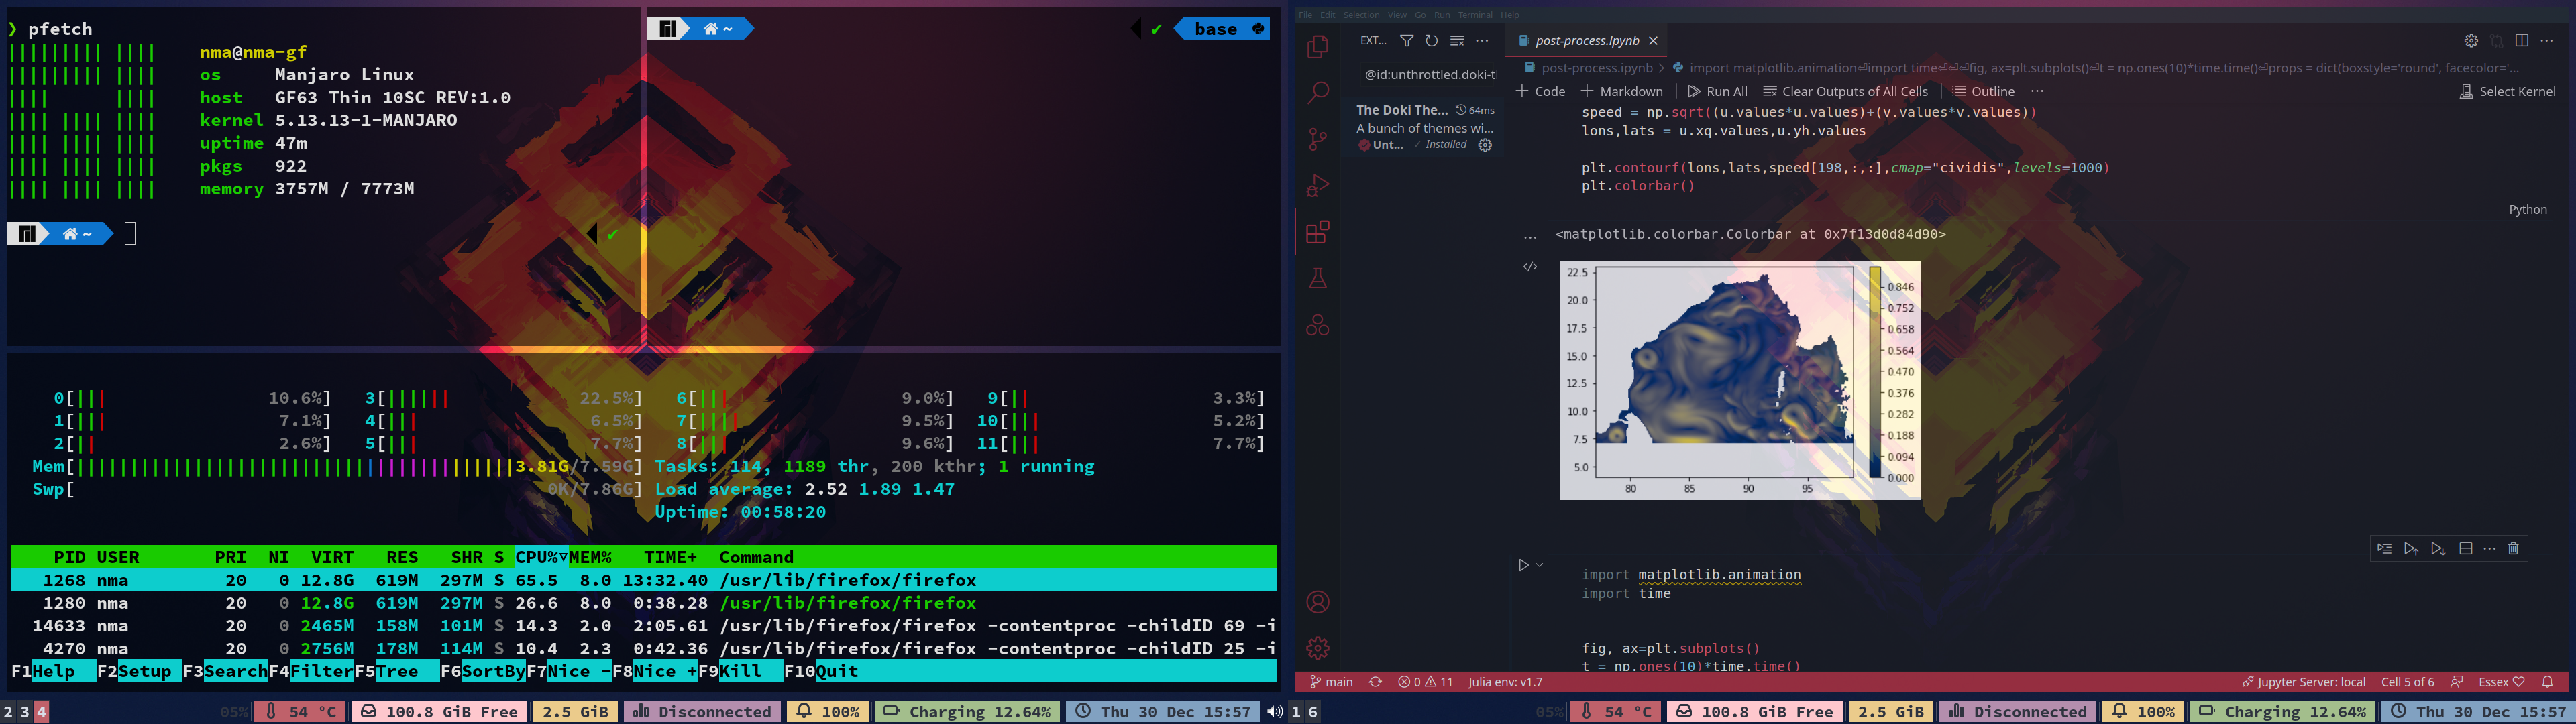 ❯ pfetch
nma@nma-gf
os Manjaro Linux
host GF63 Thin 10SC REV:1.0
kernel 5.13.13-1-MANJARO
uptime 47m
pkgs 922
memory 3757M / 7773M
~
~
✔
✔ base
0[||| 10.6%] 3[|||||| 22.5%] 6[||| 9.0%] 9[|| 3.3%]
1[||| 7.1%] 4[||| 6.5%] 7[|||| 9.5%] 10[||| 5.2%]
2[|| 2.6%] 5[||| 7.7%] 8[||| 9.6%] 11[||| 7.7%]
Mem[ 3.81G/7.59G] Tasks: 114, 1189 thr, 200 kthr; 1 running
Swp[ 0K/7.86G] Load average: 2.52 1.89 1.47
Uptime: 00:58:20
PID USER PRI NI VIRT RES SHR S CPU%▽MEM% TIME+ Command
1268 nma 20 0 12.8G 619M 297M S 65.5 8.0 13:32.40 /usr/lib/firefox/firefox
1280 nma 20 0 12.8G 619M 297M S 26.6 8.0 0:38.28 /usr/lib/firefox/firefox
14633 nma 20 0 2465M 158M 101M S 14.3 2.0 2:05.61 /usr/lib/firefox/firefox -contentproc -childID 69 -i
4270 nma 20 0 2756M 178M 114M S 10.4 2.3 0:42.36 /usr/lib/firefox/firefox -contentproc -childID 25 -i
F1Help F2Setup F3SearchF4FilterF5Tree F6SortByF7Nice -F8Nice +F9Kill F10Quit
2 3 4 05% 54 °C 100.8 GiB Free 2.5 GiB Disconnected 100% Charging 12.64% Thu 30 Dec 15:57
File Edit Selection View Go Run Terminal Help
EXT... ···
@id:unthrottled.doki-t
The Doki The... 64ms
A bunch of themes wi...
Unt... ✓ Installed
post-process.ipynb ×
post-process.ipynb > import matplotlib.animation⏎import time⏎⏎⏎fig, ax=plt.subplots()⏎t = np.ones(10)*time.time()⏎props = dict(boxstyle='round', facecolor='...
+ Code + Markdown Run All Clear Outputs of All Cells Outline ··· Select Kernel
speed = np.sqrt((u.values*u.values)+(v.values*v.values))
lons,lats = u.xq.values,u.yh.values
plt.contourf(lons,lats,speed[198,:,:],cmap="cividis",levels=1000)
plt.colorbar()
Python
... <matplotlib.colorbar.Colorbar at 0x7f13d0d84d90>
22.5
20.0
17.5
15.0
12.5
10.0
7.5
5.0
80 85 90 95
0.846
0.752
0.658
0.564
0.470
0.376
0.282
0.188
0.094
0.000
import matplotlib.animation
import time
fig, ax=plt.subplots()
t = np.ones(10)*time.time()
main 0 11 Julia env: v1.7 Jupyter Server: local Cell 5 of 6 Essex
1 6 05% 54 °C 100.8 GiB Free 2.5 GiB Disconnected 100% Charging 12.64% Thu 30 Dec 15:57